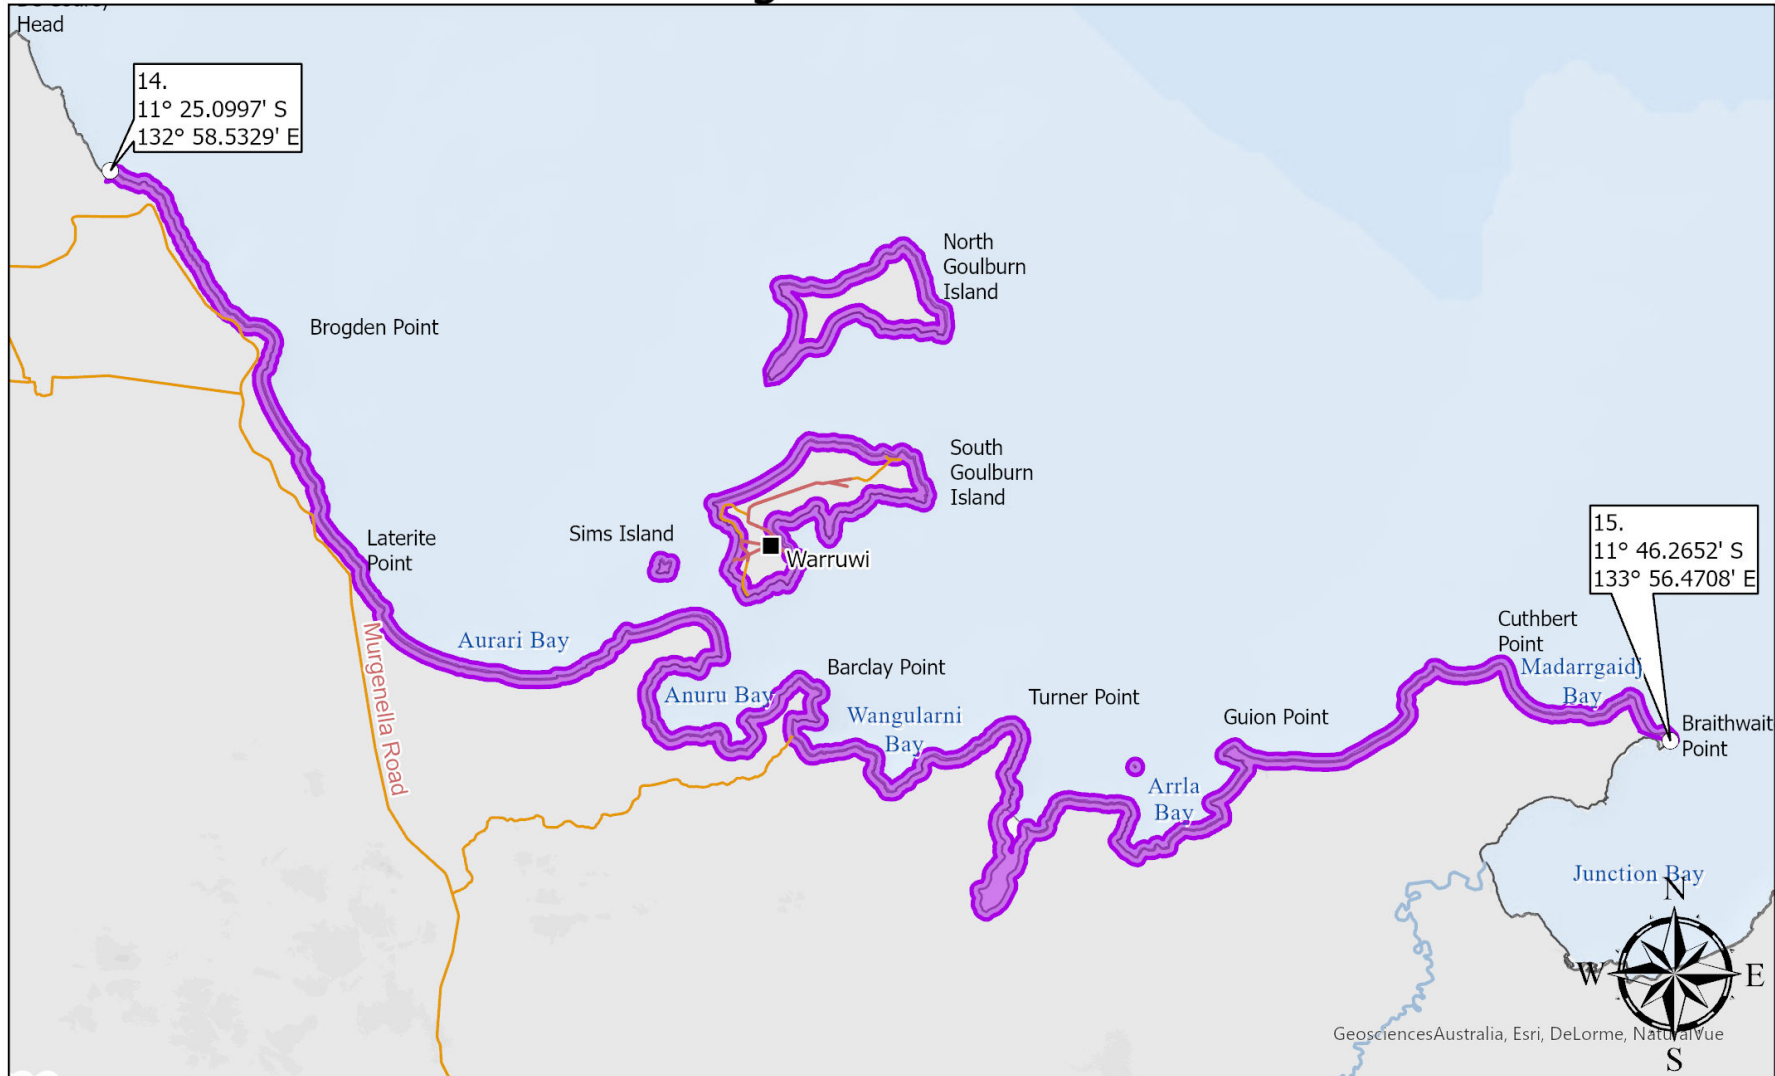 Head
14.
11° 25.0997' S
132° 58.5329' E
North
Goulburn
Island
Brogden Point
South
Goulburn
Island
Sims Island
Laterite
Point
Warruwi
15.
11° 46.2652' S
133° 56.4708' E
Murgenella Road
Aurari Bay
Cuthbert
Point
Barclay Point
Madarrgaidj
Bay
Anuru Bay
Turner Point
Wangularni
Bay
Guion Point
Braithwait
Point
Arrla
Bay
Junction Bay
N
W
E
S
GeosciencesAustralia, Esri, DeLorme, NaturalVue